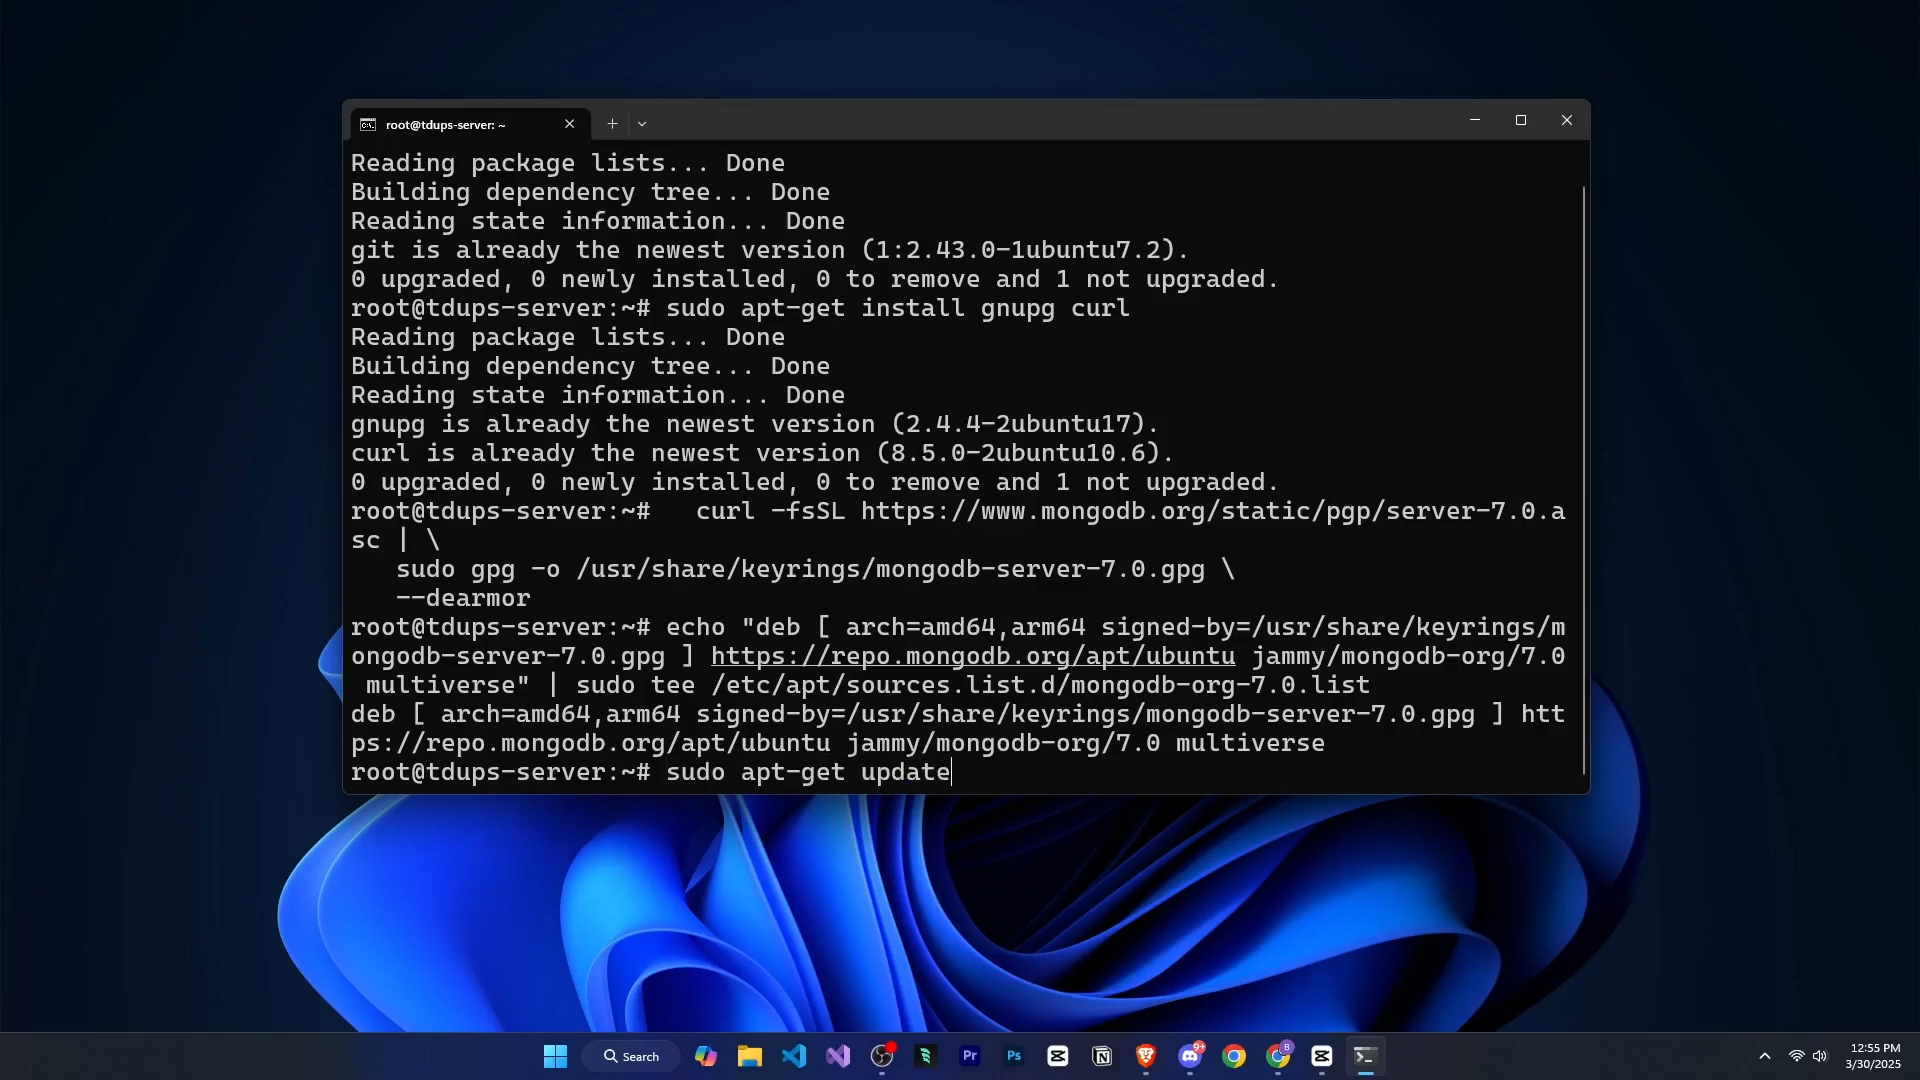 root@tdups-server: ~
Reading package lists... Done
Building dependency tree... Done
Reading state information... Done
git is already the newest version (1:2.43.0-1ubuntu7.2).
0 upgraded, 0 newly installed, 0 to remove and 1 not upgraded.
root@tdups-server:~# sudo apt-get install gnupg curl
Reading package lists... Done
Building dependency tree... Done
Reading state information... Done
gnupg is already the newest version (2.4.4-2ubuntu17).
curl is already the newest version (8.5.0-2ubuntu10.6).
0 upgraded, 0 newly installed, 0 to remove and 1 not upgraded.
root@tdups-server:~#   curl -fsSL https://www.mongodb.org/static/pgp/server-7.0.a
sc | \
   sudo gpg -o /usr/share/keyrings/mongodb-server-7.0.gpg \
   --dearmor
root@tdups-server:~# echo "deb [ arch=amd64,arm64 signed-by=/usr/share/keyrings/m
ongodb-server-7.0.gpg ] https://repo.mongodb.org/apt/ubuntu jammy/mongodb-org/7.0
 multiverse" | sudo tee /etc/apt/sources.list.d/mongodb-org-7.0.list
deb [ arch=amd64,arm64 signed-by=/usr/share/keyrings/mongodb-server-7.0.gpg ] htt
ps://repo.mongodb.org/apt/ubuntu jammy/mongodb-org/7.0 multiverse
root@tdups-server:~# sudo apt-get update
Search
Pr
Ps
9+
B
12:55 PM
3/30/2025